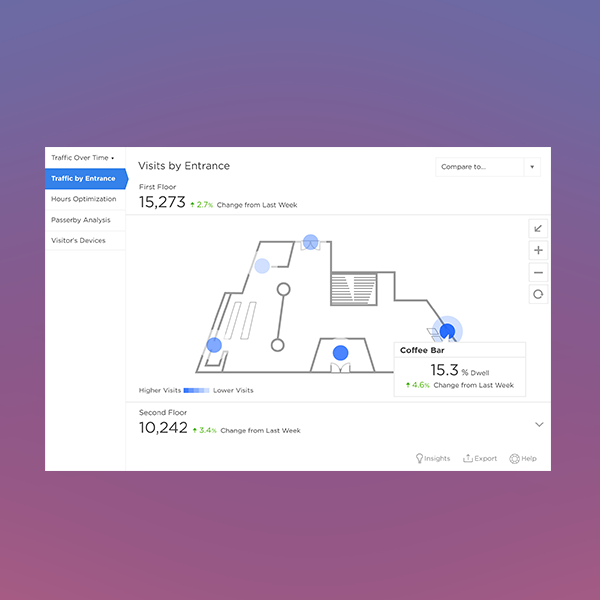 Traffic Over Time
Traffic by Entrance
Hours Optimization
Passerby Analysis
Visitor's Devices
Visits by Entrance
Compare to...
First Floor
15,273 2.7% Change from Last Week
Coffee Bar
15.3 % Dwell
4.6% Change from Last Week
Higher Visits Lower Visits
Second Floor
10,242 3.4% Change from Last Week
Insights Export Help